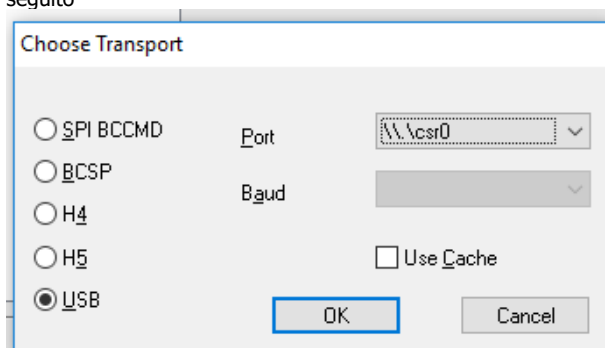 seguito
Choose Transport
SPI BCCMD
Port
\\.\csr0
BCSP
Baud
H4
H5
Use Cache
USB
OK
Cancel